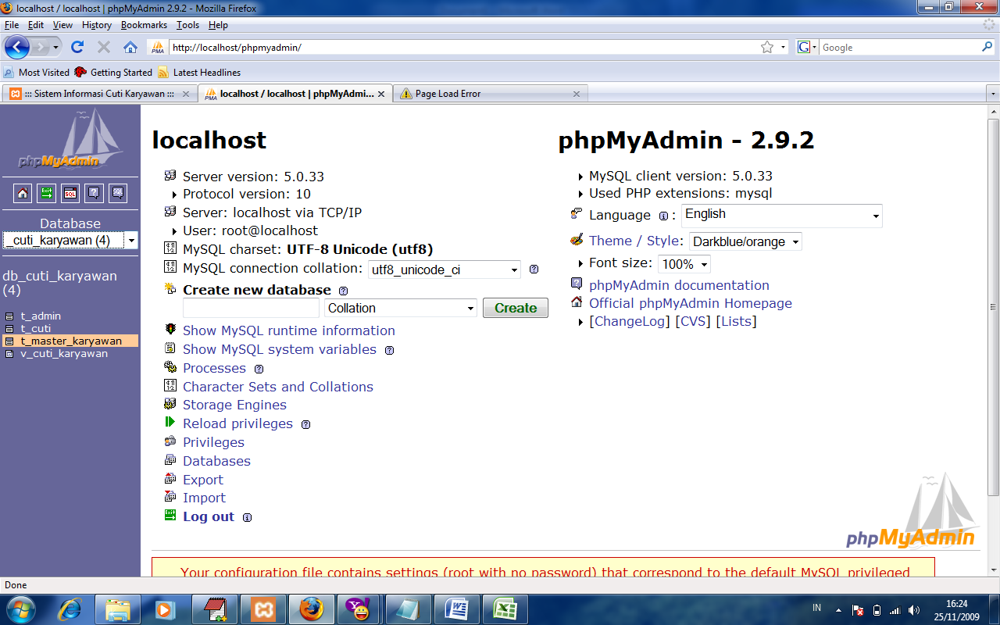 localhost / localhost | phpMyAdmin 2.9.2 - Mozilla Firefox
File Edit View History Bookmarks Tools Help
PMA http://localhost/phpmyadmin/ G Google
Most Visited Getting Started Latest Headlines
::: Sistem Informasi Cuti Karyawan ::: localhost / localhost | phpMyAdmi... Page Load Error
phpMyAdmin
Database
_cuti_karyawan (4)
db_cuti_karyawan
(4)
t_admin
t_cuti
t_master_karyawan
v_cuti_karyawan
localhost
Server version: 5.0.33
Protocol version: 10
Server: localhost via TCP/IP
User: root@localhost
MySQL charset: UTF-8 Unicode (utf8)
MySQL connection collation: utf8_unicode_ci
Create new database
Collation Create
Show MySQL runtime information
Show MySQL system variables
Processes
Character Sets and Collations
Storage Engines
Reload privileges
Privileges
Databases
Export
Import
Log out
phpMyAdmin - 2.9.2
MySQL client version: 5.0.33
Used PHP extensions: mysql
Language : English
Theme / Style: Darkblue/orange
Font size: 100%
phpMyAdmin documentation
Official phpMyAdmin Homepage
[ChangeLog] [CVS] [Lists]
phpMyAdmin
Your configuration file contains settings (root with no password) that correspond to the default MySQL privileged
Done
IN 16:24
25/11/2009